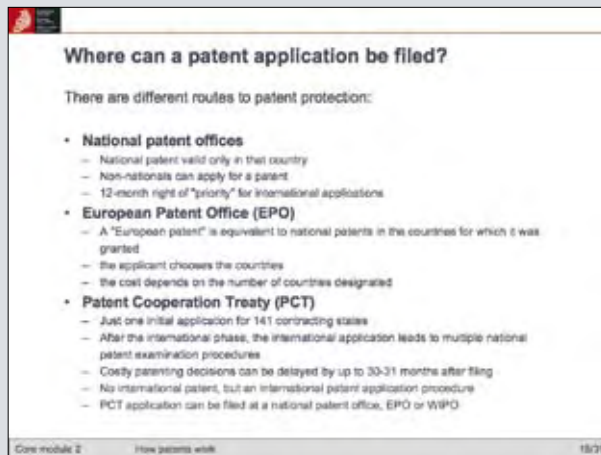 Where can a patent application be filed?
There are different routes to patent protection:
• National patent offices
– National patent valid only in that country
– Non-nationals can apply for a patent
– 12-month right of "priority" for international applications
• European Patent Office (EPO)
– A "European patent" is equivalent to national patents in the countries for which it was
granted
– the applicant chooses the countries
– the cost depends on the number of countries designated
• Patent Cooperation Treaty (PCT)
– Just one initial application for 141 contracting states
– After the international phase, the international application leads to multiple national
patent examination procedures
– Costly patenting decisions can be delayed by up to 30-31 months after filing
– No international patent, but an international patent application procedure
– PCT application can be filed at a national patent office, EPO or WIPO
Core module 2 How patents work